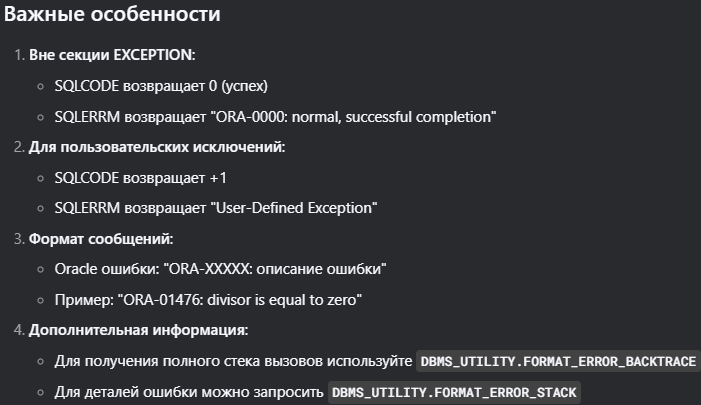 Важные особенности
1. Вне секции EXCEPTION:
◦ SQLCODE возвращает 0 (успех)
◦ SQLERRM возвращает "ORA-0000: normal, successful completion"
2. Для пользовательских исключений:
◦ SQLCODE возвращает +1
◦ SQLERRM возвращает "User-Defined Exception"
3. Формат сообщений:
◦ Oracle ошибки: "ORA-XXXXX: описание ошибки"
◦ Пример: "ORA-01476: divisor is equal to zero"
4. Дополнительная информация:
◦ Для получения полного стека вызовов используйте DBMS_UTILITY.FORMAT_ERROR_BACKTRACE
◦ Для деталей ошибки можно запросить DBMS_UTILITY.FORMAT_ERROR_STACK